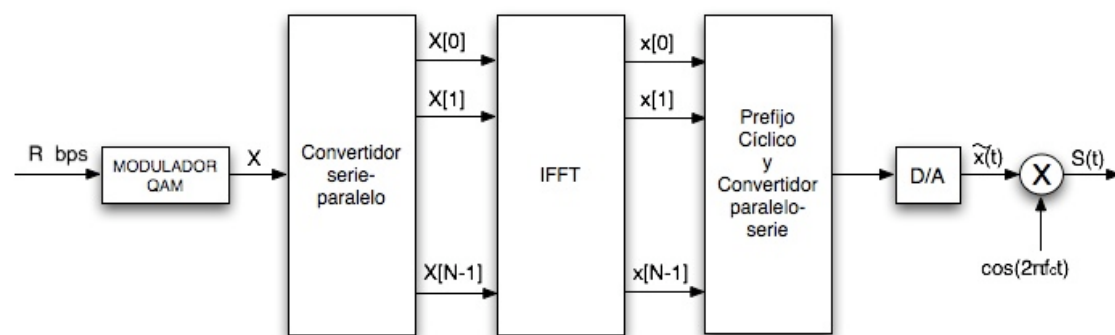 R bps
MODULADOR
QAM
X
Convertidor
serie-
paralelo
X[0]
X[1]
X[N-1]
IFFT
x[0]
x[1]
x[N-1]
Prefijo
Cíclico
y
Convertidor
paralelo-
serie
D/A
x̃(t)
X
S(t)
cos(2πfct)